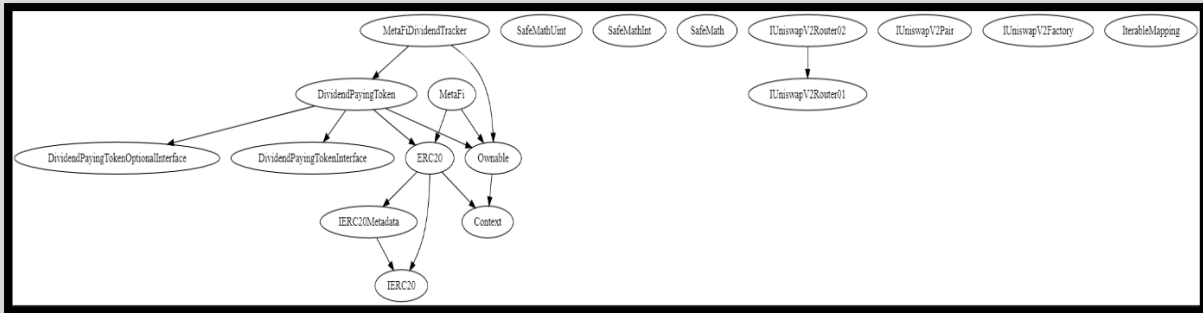 MetaFiDividendTracker
SafeMathUint
SafeMathInt
SafeMath
IUniswapV2Router02
IUniswapV2Pair
IUniswapV2Factory
IterableMapping
DividendPayingToken
MetaFi
IUniswapV2Router01
DividendPayingTokenOptionalInterface
DividendPayingTokenInterface
ERC20
Ownable
IERC20Metadata
Context
IERC20